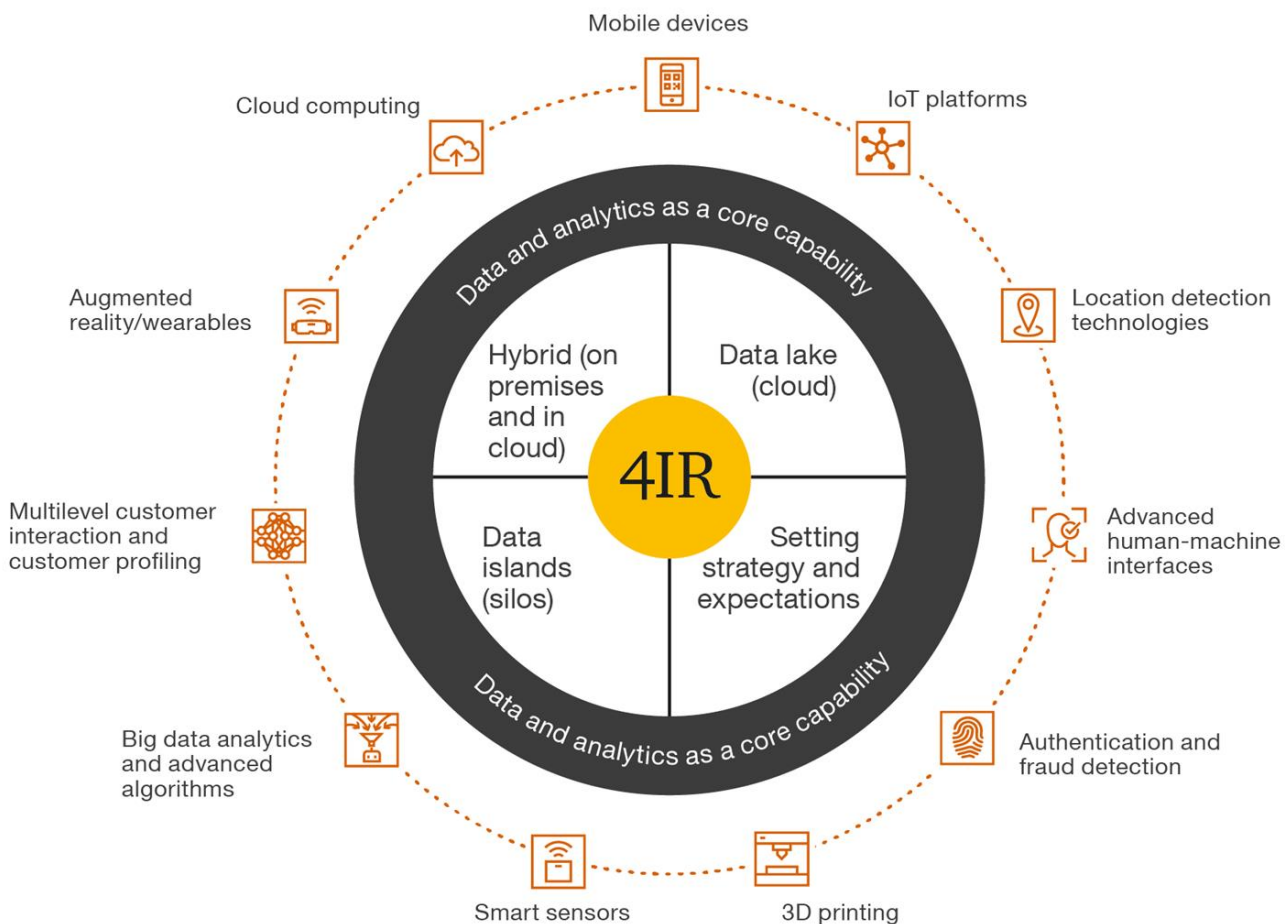 Mobile devices
Cloud computing
IoT platforms
Data and analytics as a core capability
Augmented
reality/wearables
Location detection
technologies
Hybrid (on
premises
and in
cloud)
Data lake
(cloud)
4IR
Multilevel customer
interaction and
customer profiling
Advanced
human-machine
interfaces
Data
islands
(silos)
Setting
strategy and
expectations
Data and analytics as a core capability
Big data analytics
and advanced
algorithms
Authentication and
fraud detection
Smart sensors
3D printing